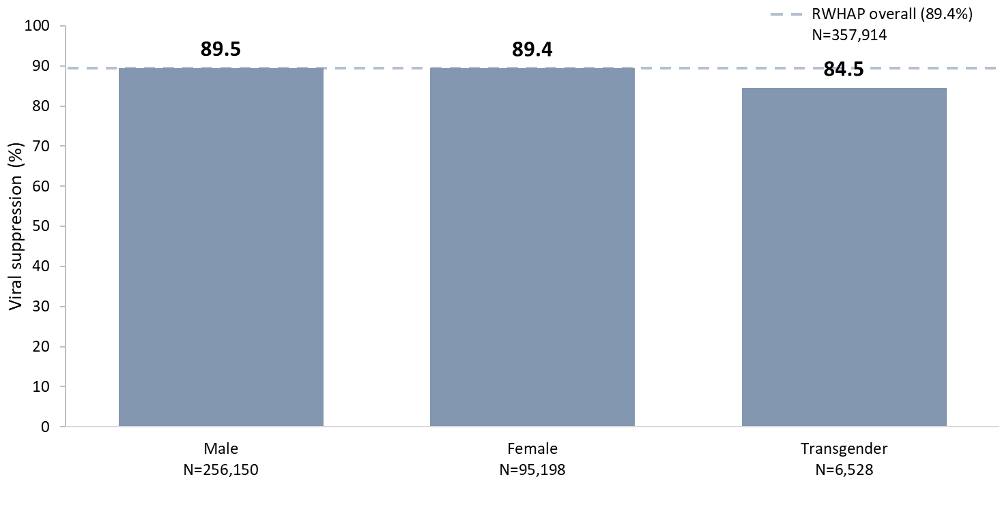 RWHAP overall (89.4%)
N=357,914
Viral suppression (%)
100
90
80
70
60
50
40
30
20
10
0
89.5
89.4
84.5
Male
N=256,150
Female
N=95,198
Transgender
N=6,528